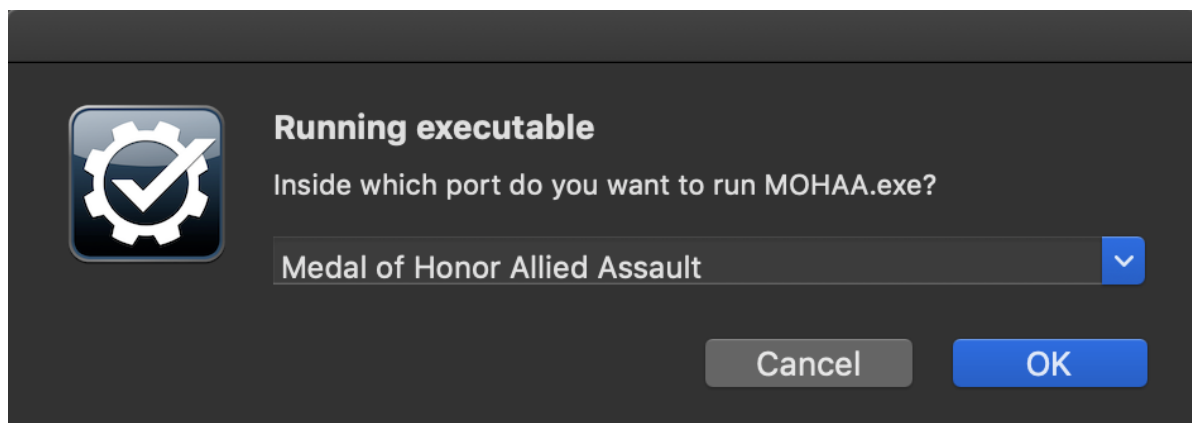 Running executable
Inside which port do you want to run MOHAA.exe?
Medal of Honor Allied Assault
Cancel
OK